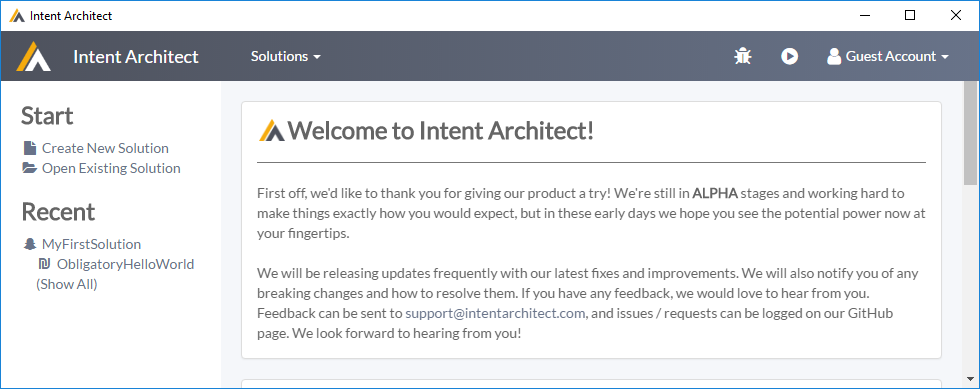 Intent Architect
Intent Architect
Solutions
Guest Account
Start
Create New Solution
Open Existing Solution
Recent
MyFirstSolution
ObligatoryHelloWorld
(Show All)
Welcome to Intent Architect!
First off, we'd like to thank you for giving our product a try! We're still in ALPHA stages and working hard to
make things exactly how you would expect, but in these early days we hope you see the potential power now at
your fingertips.
We will be releasing updates frequently with our latest fixes and improvements. We will also notify you of any
breaking changes and how to resolve them. If you have any feedback, we would love to hear from you.
Feedback can be sent to support@intentarchitect.com, and issues / requests can be logged on our GitHub
page. We look forward to hearing from you!